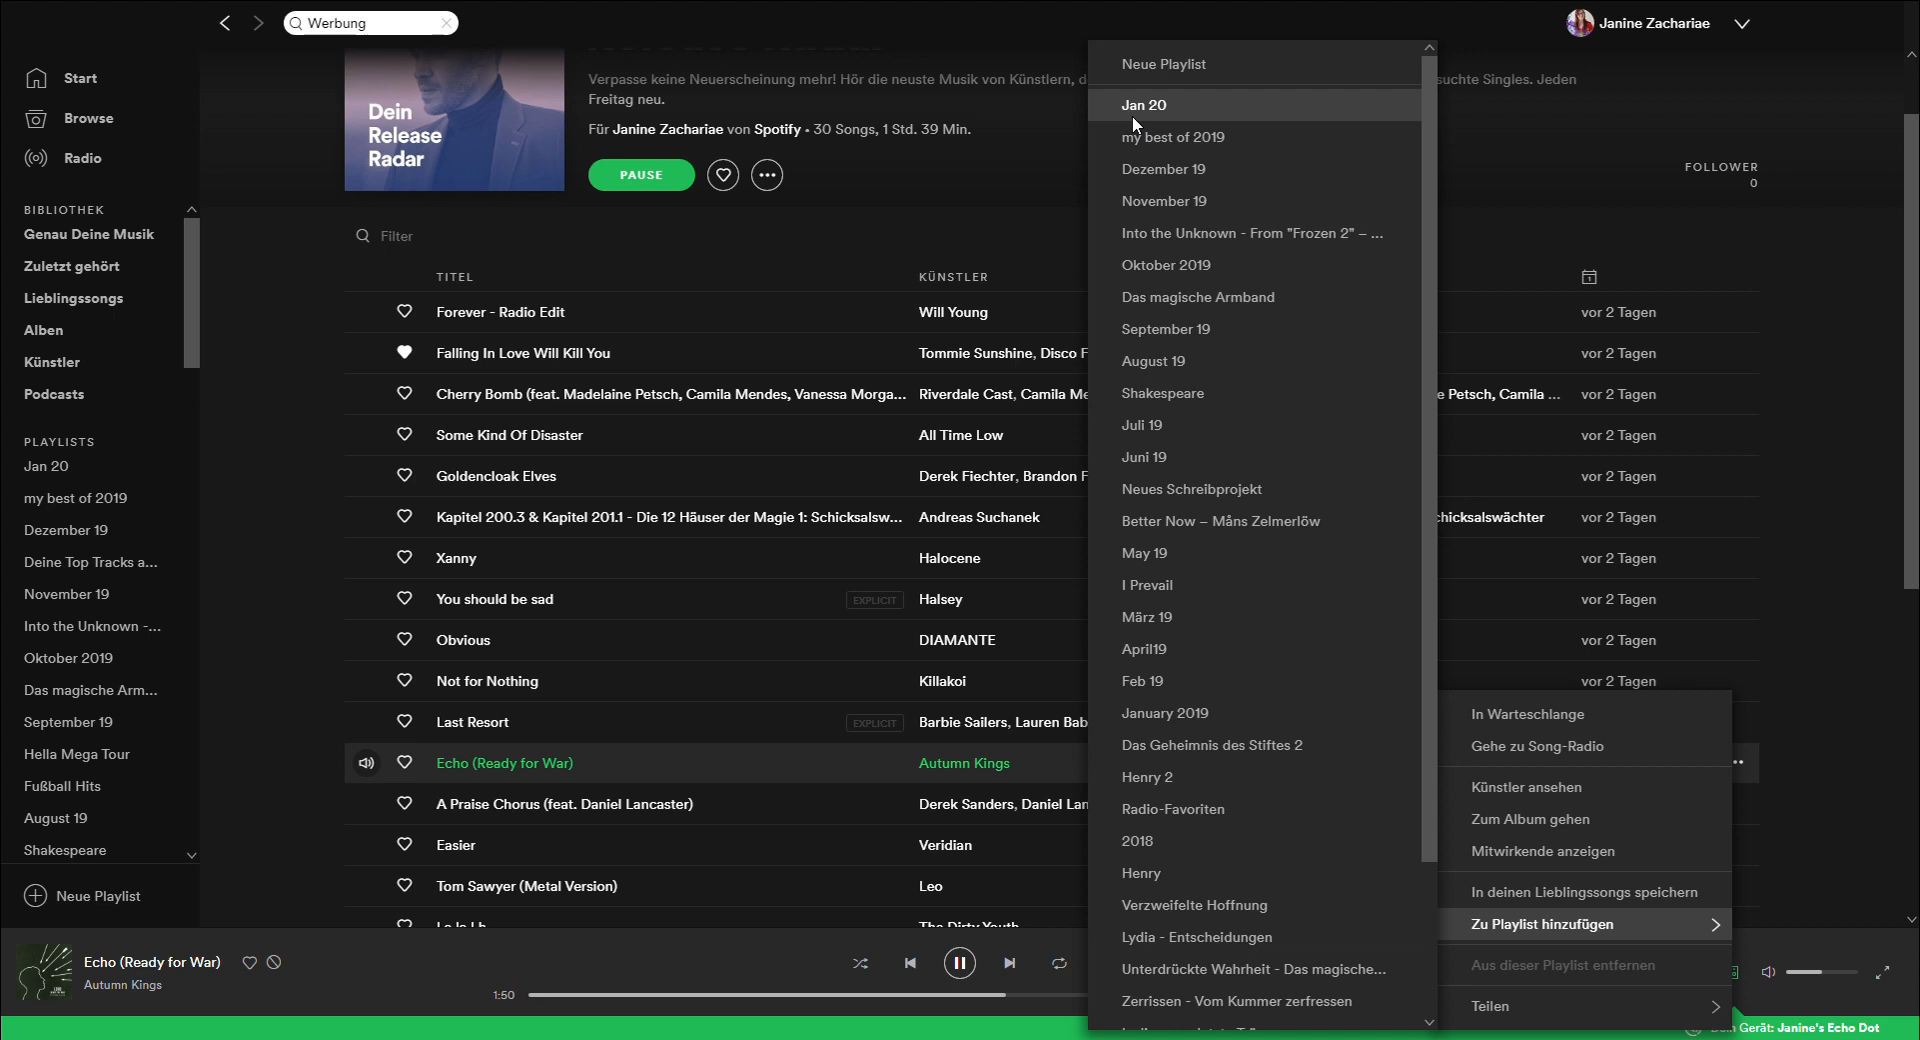 Werbung
Janine Zachariae
Start
Browse
Radio
BIBLIOTHEK
Genau Deine Musik
Zuletzt gehört
Lieblingssongs
Alben
Künstler
Podcasts
PLAYLISTS
Jan 20
my best of 2019
Dezember 19
Deine Top Tracks a...
November 19
Into the Unknown -...
Oktober 2019
Das magische Arm...
September 19
Hella Mega Tour
Fußball Hits
August 19
Shakespeare
Neue Playlist
Dein
Release
Radar
Verpasse keine Neuerscheinung mehr! Hör die neuste Musik von Künstlern, d
suchte Singles. Jeden
Freitag neu.
Für Janine Zachariae von Spotify • 30 Songs, 1 Std. 39 Min.
PAUSE
FOLLOWER
0
Filter
TITEL KÜNSTLER
Forever - Radio Edit Will Young vor 2 Tagen
Falling In Love Will Kill You Tommie Sunshine, Disco F vor 2 Tagen
Cherry Bomb (feat. Madelaine Petsch, Camila Mendes, Vanessa Morga... Riverdale Cast, Camila Me e Petsch, Camila ... vor 2 Tagen
Some Kind Of Disaster All Time Low vor 2 Tagen
Goldencloak Elves Derek Fiechter, Brandon F vor 2 Tagen
Kapitel 200.3 & Kapitel 201.1 - Die 12 Häuser der Magie 1: Schicksalsw... Andreas Suchanek chicksalswächter vor 2 Tagen
Xanny Halocene vor 2 Tagen
You should be sad EXPLICIT Halsey vor 2 Tagen
Obvious DIAMANTE vor 2 Tagen
Not for Nothing Killakoi vor 2 Tagen
Last Resort EXPLICIT Barbie Sailers, Lauren Bab
Echo (Ready for War) Autumn Kings
A Praise Chorus (feat. Daniel Lancaster) Derek Sanders, Daniel Lan
Easier Veridian
Tom Sawyer (Metal Version) Leo
The Dirty Youth
Neue Playlist
Jan 20
my best of 2019
Dezember 19
November 19
Into the Unknown - From "Frozen 2" – ...
Oktober 2019
Das magische Armband
September 19
August 19
Shakespeare
Juli 19
Juni 19
Neues Schreibprojekt
Better Now – Måns Zelmerlöw
May 19
I Prevail
März 19
April19
Feb 19
January 2019
Das Geheimnis des Stiftes 2
Henry 2
Radio-Favoriten
2018
Henry
Verzweifelte Hoffnung
Lydia - Entscheidungen
Unterdrückte Wahrheit - Das magische...
Zerrissen - Vom Kummer zerfressen
In Warteschlange
Gehe zu Song-Radio
Künstler ansehen
Zum Album gehen
Mitwirkende anzeigen
In deinen Lieblingssongs speichern
Zu Playlist hinzufügen
Aus dieser Playlist entfernen
Teilen
Echo (Ready for War)
Autumn Kings
1:50
Gerät: Janine's Echo Dot